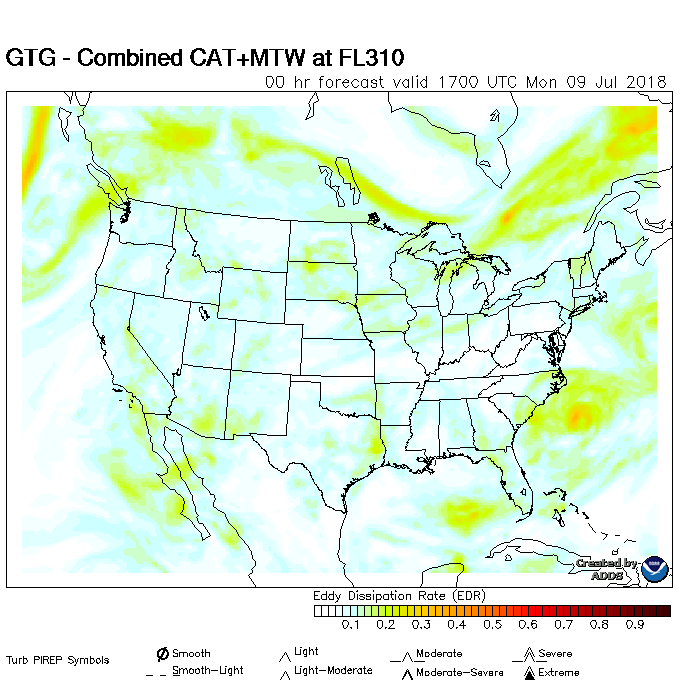 GTG - Combined CAT+MTW at FL310
00 hr forecast valid 1700 UTC Mon 09 Jul 2018
Created by
ADDS
Eddy Dissipation Rate (EDR)
0.1 0.2 0.3 0.4 0.5 0.6 0.7 0.8 0.9
Turb PIREP Symbols
Smooth Light Moderate Severe
Smooth-Light Light-Moderate Moderate-Severe Extreme